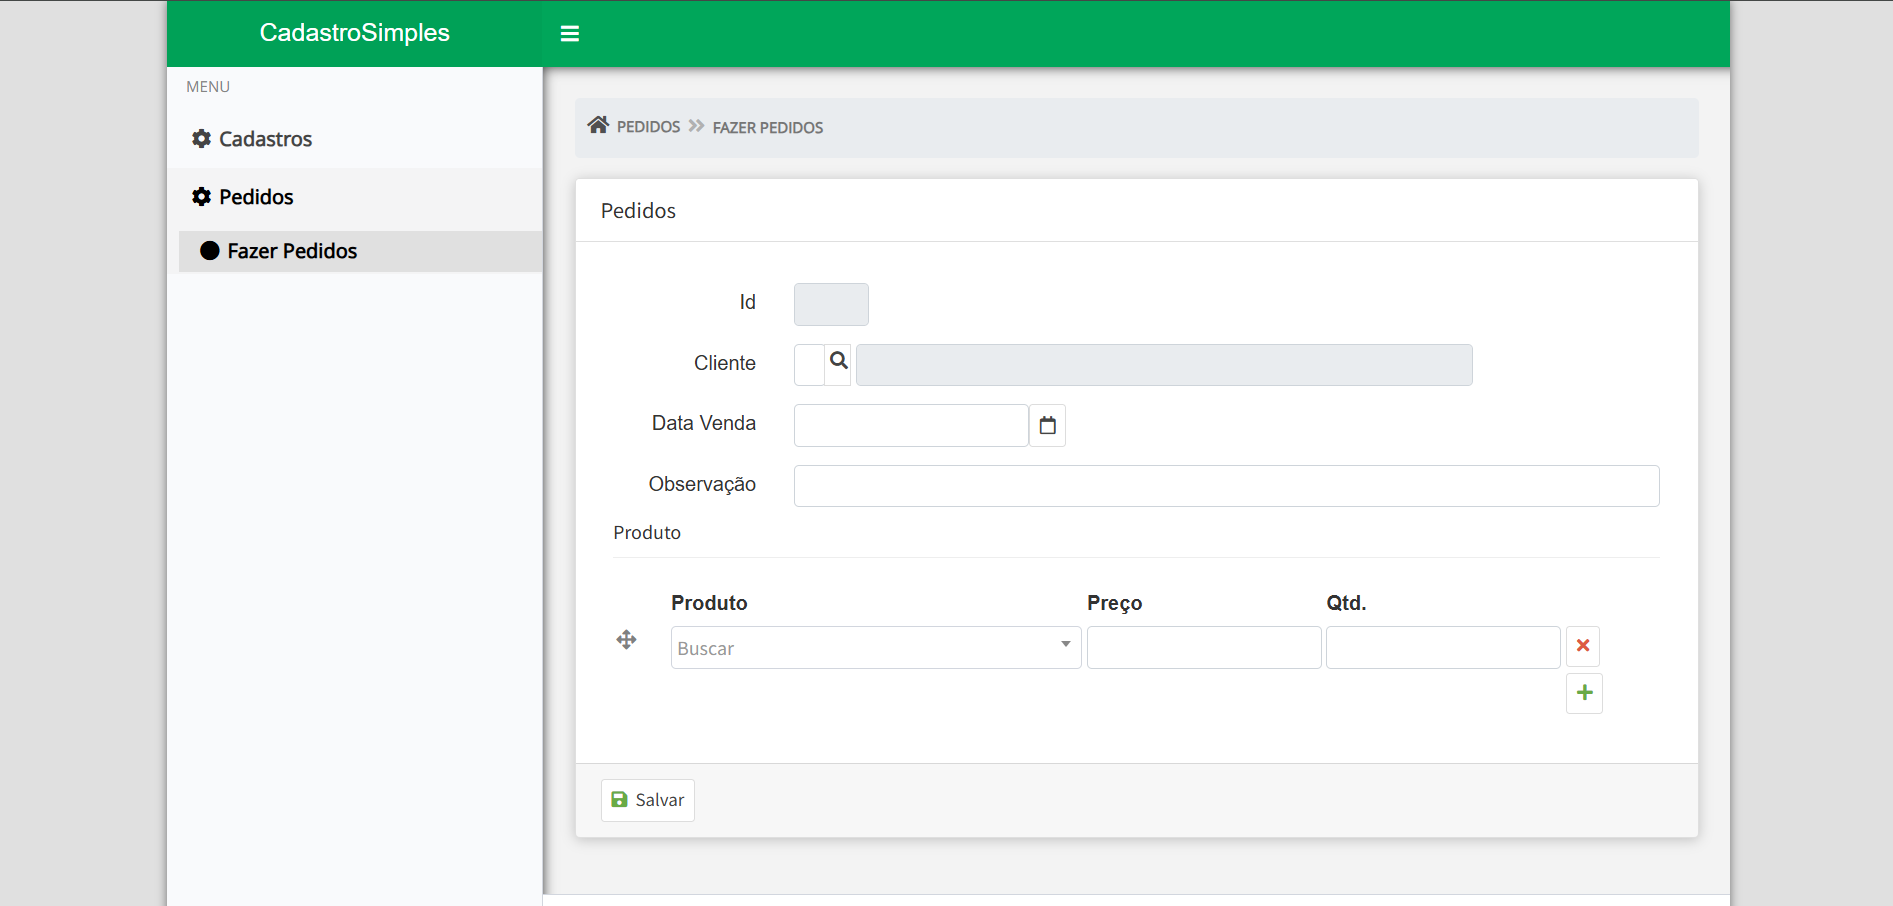 CadastroSimples
MENU
Cadastros
Pedidos
Fazer Pedidos
PEDIDOS FAZER PEDIDOS
Pedidos
Id
Cliente
Data Venda
Observação
Produto
Produto Preço Qtd.
Buscar
Salvar